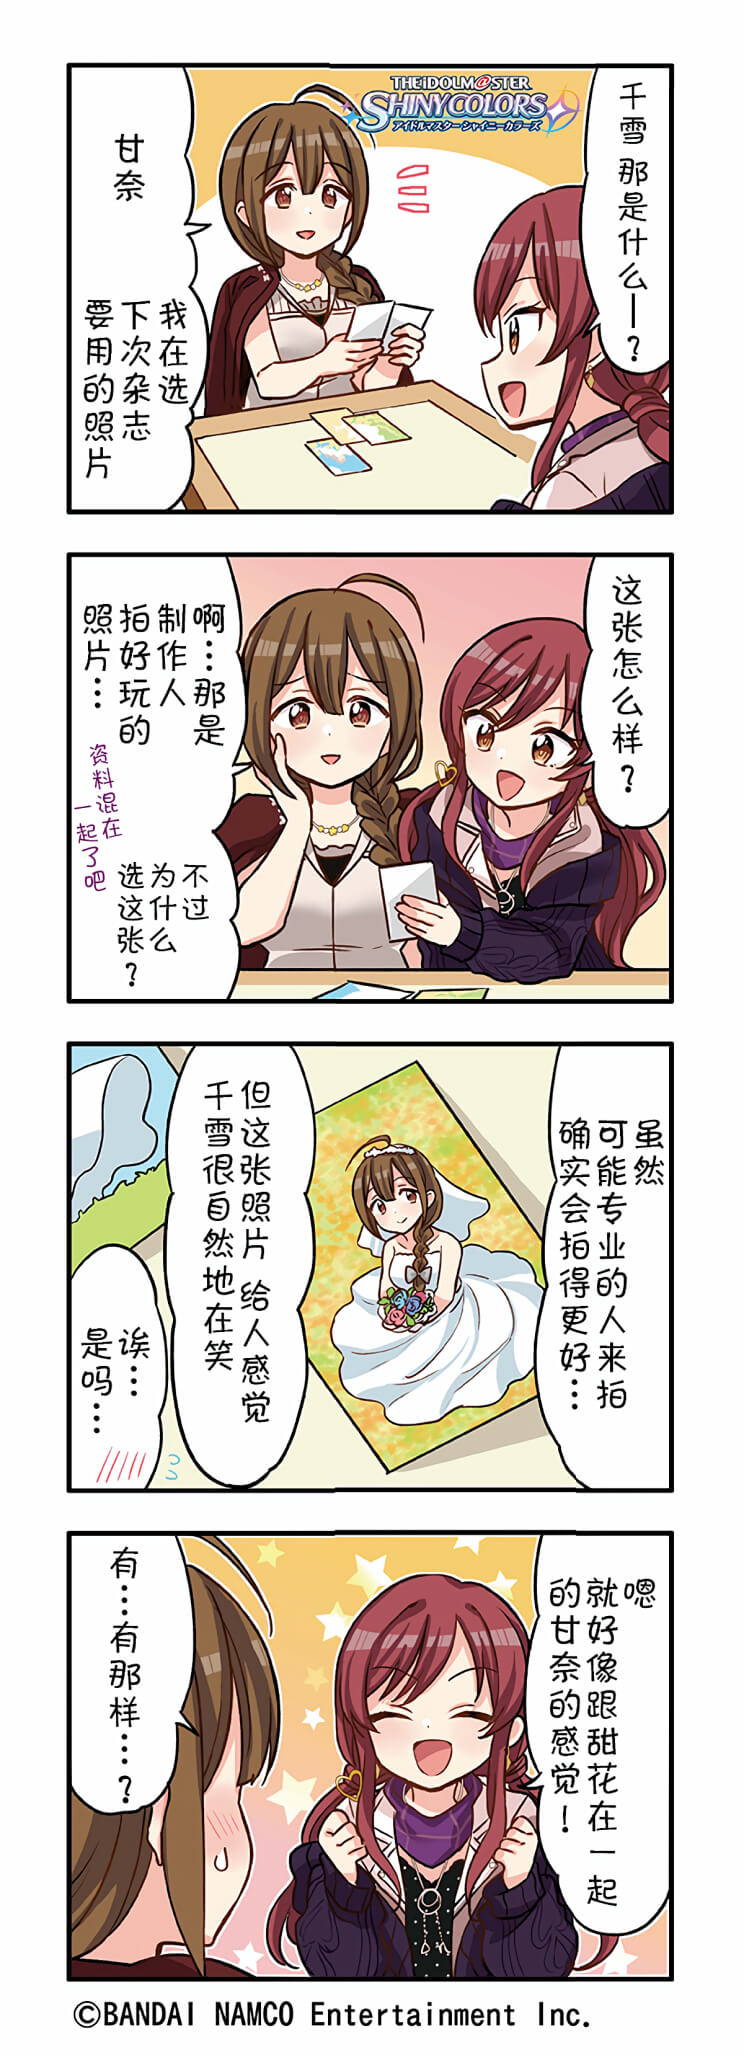 THE iDOLM@STER
SHINYCOLORS
アイドルマスター シャイニーカラーズ
千雪 那是什么ー?
甘奈
我在选
下次杂志
要用的照片
这张怎么样?
啊…那是
制作人
拍好玩的
照片…
资料混在
一起了吧
不过
为什么
选这张?
虽然
可能专业的人来拍
确实会拍得更好…
但这张照片 给人感觉
千雪很自然地在笑
诶…
是吗…
嗯
就好像跟甜花在一起
的甘奈的感觉!
有…有那样…?
©BANDAI NAMCO Entertainment Inc.